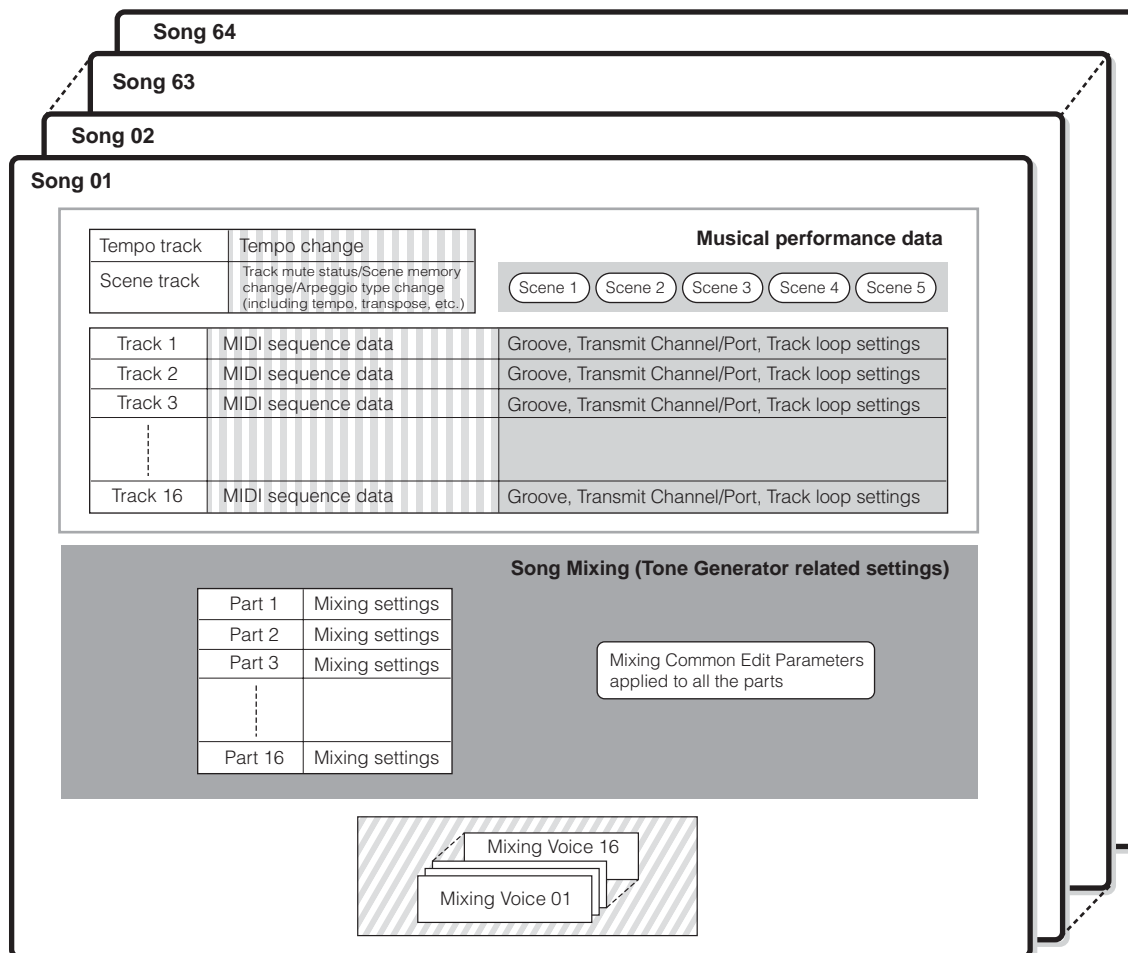 Song 64
Song 63
Song 02
Song 01
Musical performance data
Tempo track Tempo change
Scene track Track mute status/Scene memory
change/Arpeggio type change
(including tempo, transpose, etc.)
Scene 1 Scene 2 Scene 3 Scene 4 Scene 5
Track 1 MIDI sequence data Groove, Transmit Channel/Port, Track loop settings
Track 2 MIDI sequence data Groove, Transmit Channel/Port, Track loop settings
Track 3 MIDI sequence data Groove, Transmit Channel/Port, Track loop settings
Track 16 MIDI sequence data Groove, Transmit Channel/Port, Track loop settings
Song Mixing (Tone Generator related settings)
Part 1 Mixing settings
Part 2 Mixing settings
Part 3 Mixing settings
Part 16 Mixing settings
Mixing Common Edit Parameters
applied to all the parts
Mixing Voice 16
Mixing Voice 01